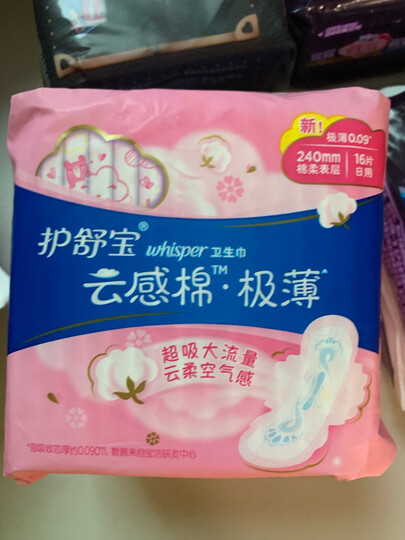 新！
极薄0.09*
240mm 16片
棉柔表层 日用
护舒宝® whisper 卫生巾
云感棉™·极薄^
超吸大流量
云柔空气感